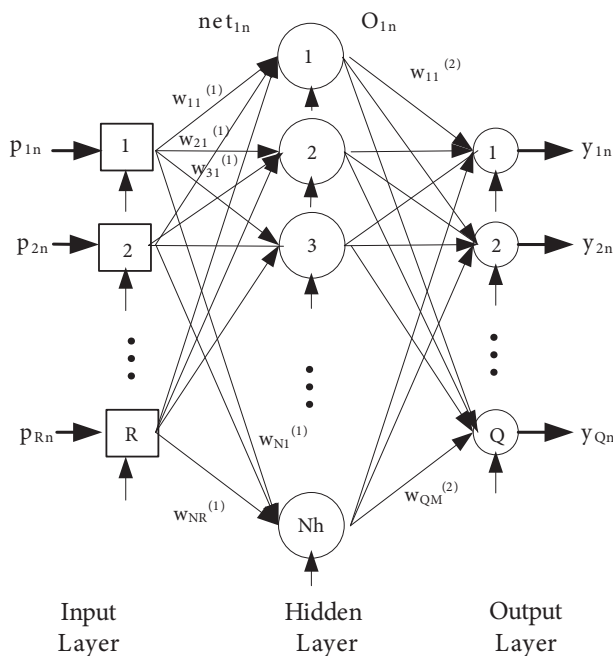 net1n O1n
1
w11(1) w11(2)
p1n 1 w21(1) 2 1 y1n
w31(1)
p2n 2 3 2 y2n
pRn R Q yQn
wN1(1)
wNR(1) wQM(2)
Nh
Input Hidden Output
Layer Layer Layer